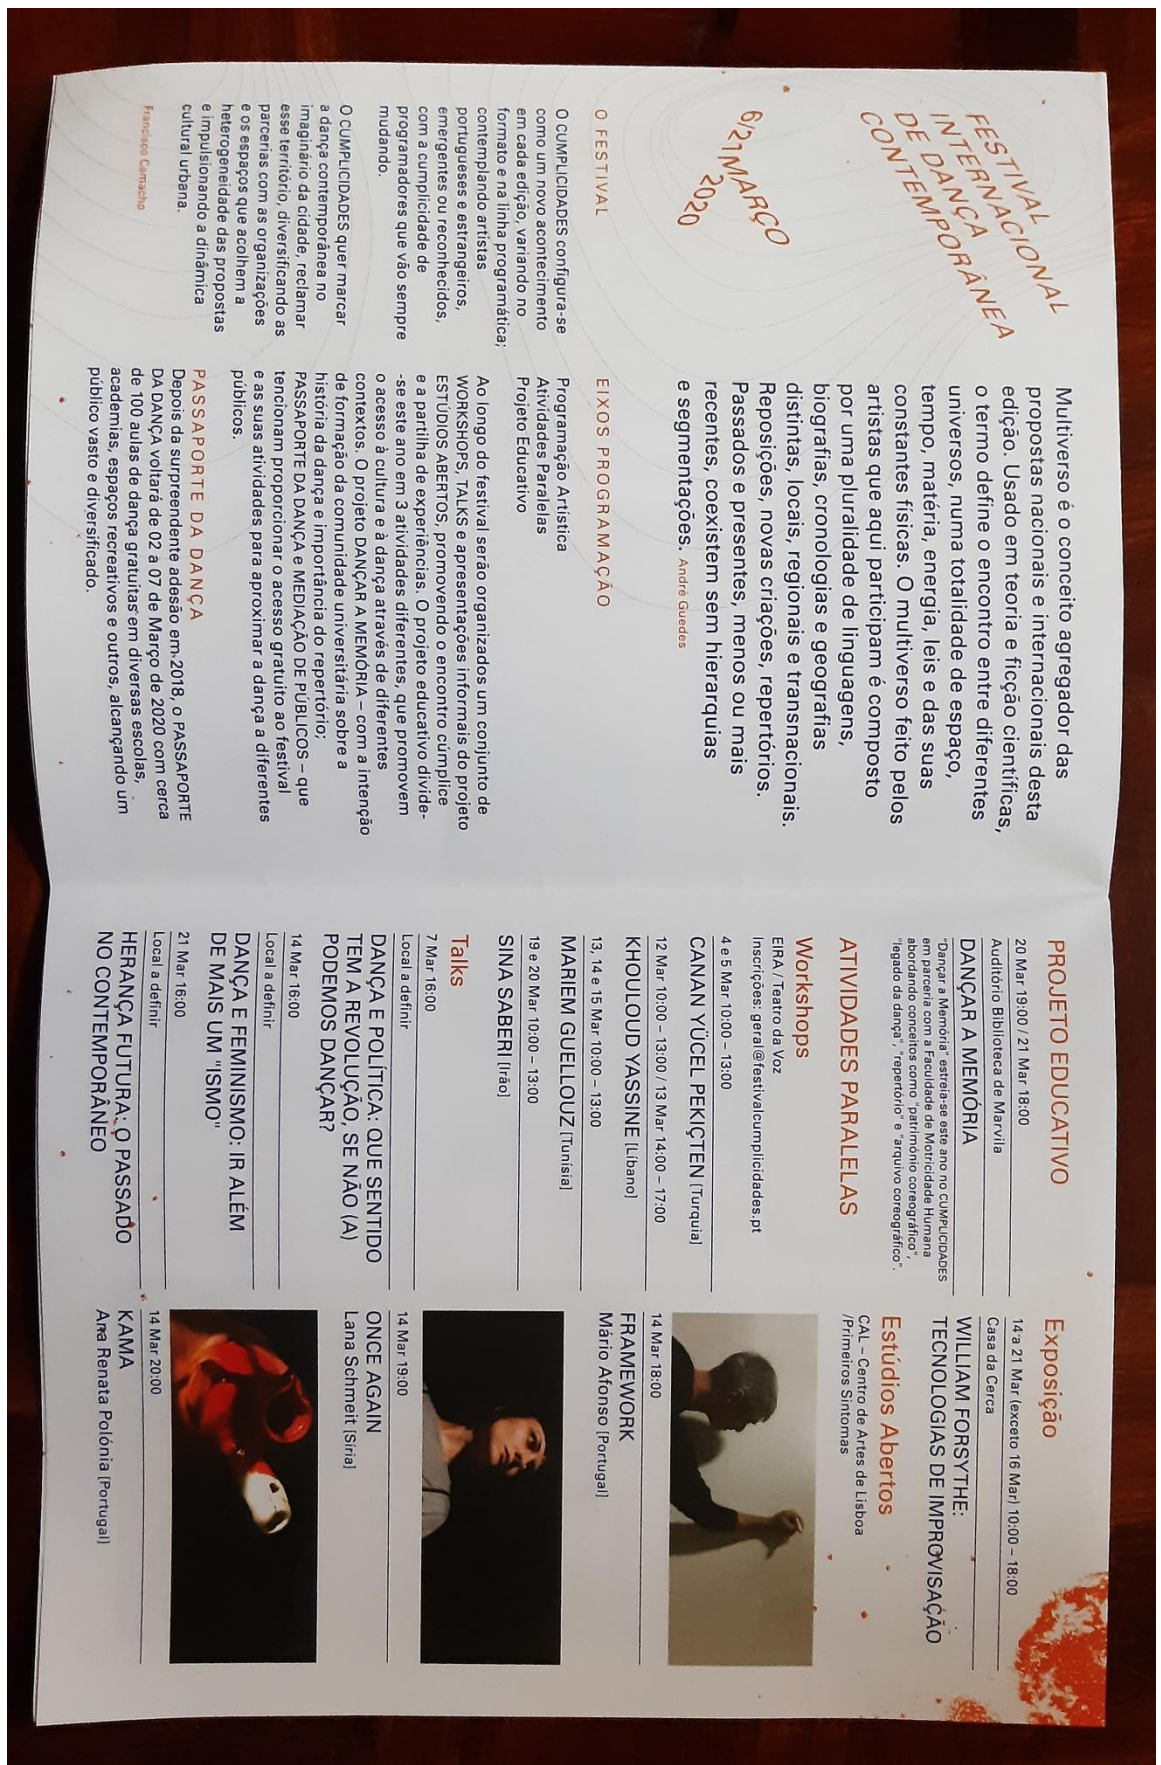 FESTIVAL
INTERNACIONAL
DE DANÇA
CONTEMPORÂNEA
6/21 MARÇO
2020
O FESTIVAL
O CUMPLICIDADES configura-se
como um novo acontecimento
em cada edição, variando no
formato e na linha programática;
contemplando artistas
portugueses e estrangeiros,
emergentes ou reconhecidos,
com a cumplicidade de
programadores que vão sempre
mudando.
O CUMPLICIDADES quer marcar
a dança contemporânea no
imaginário da cidade, reclamar
esse território, diversificando as
parcerias com as organizações
e os espaços que acolhem a
heterogeneidade das propostas
e impulsionando a dinâmica
cultural urbana.
Francisco Camacho
Multiverso é o conceito agregador das
propostas nacionais e internacionais desta
edição. Usado em teoria e ficção científicas,
o termo define o encontro entre diferentes
universos, numa totalidade de espaço,
tempo, matéria, energia, leis e das suas
constantes físicas. O multiverso feito pelos
artistas que aqui participam é composto
por uma pluralidade de linguagens,
biografias, cronologias e geografias
distintas, locais, regionais e transnacionais.
Reposições, novas criações, repertórios.
Passados e presentes, menos ou mais
recentes, coexistem sem hierarquias
e segmentações. André Guedes
EIXOS PROGRAMAÇÃO
Programação Artística
Atividades Paralelas
Projeto Educativo
Ao longo do festival serão organizados um conjunto de
WORKSHOPS, TALKS e apresentações informais do projeto
ESTÚDIOS ABERTOS, promovendo o encontro cúmplice
e a partilha de experiências. O projeto educativo divide-
-se este ano em 3 atividades diferentes, que promovem
o acesso à cultura e à dança através de diferentes
contextos. O projeto DANÇAR A MEMÓRIA – com a intenção
de formação da comunidade universitária sobre a
história da dança e importância do repertório;
PASSAPORTE DA DANÇA e MEDIAÇÃO DE PÚBLICOS – que
tencionam proporcionar o acesso gratuito ao festival
e as suas atividades para aproximar a dança a diferentes
públicos.
PASSAPORTE DA DANÇA
Depois da surpreendente adesão em 2018, o PASSAPORTE
DA DANÇA voltará de 02 a 07 de Março de 2020 com cerca
de 100 aulas de dança gratuitas em diversas escolas,
academias, espaços recreativos e outros, alcançando um
público vasto e diversificado.
PROJETO EDUCATIVO
20 Mar 19:00 / 21 Mar 18:00
Auditório Biblioteca de Marvila
DANÇAR A MEMÓRIA
"Dançar a Memória" estreia-se este ano no CUMPLICIDADES
em parceria com a Faculdade de Motricidade Humana
abordando conceitos como "património coreográfico",
"legado da dança", "repertório" e "arquivo coreográfico".
ATIVIDADES PARALELAS
Workshops
EIRA / Teatro da Voz
Inscrições: geral@festivalcumplicidades.pt
4 e 5 Mar 10:00 – 13:00
CANAN YÜCEL PEKIÇTEN [Turquia]
12 Mar 10:00 – 13:00 / 13 Mar 14:00 – 17:00
KHOULOUD YASSINE [Líbano]
13, 14 e 15 Mar 10:00 – 13:00
MARIEM GUELLOUZ [Tunísia]
19 e 20 Mar 10:00 – 13:00
SINA SABERI [Irão]
Talks
7 Mar 16:00
Local a definir
DANÇA E POLÍTICA: QUE SENTIDO
TEM A REVOLUÇÃO, SE NÃO (A)
PODEMOS DANÇAR?
14 Mar 16:00
Local a definir
DANÇA E FEMINISMO: IR ALÉM
DE MAIS UM "ISMO"
21 Mar 16:00
Local a definir
HERANÇA FUTURA: O PASSADO
NO CONTEMPORÂNEO
Exposição
14 a 21 Mar (exceto 16 Mar) 10:00 – 18:00
Casa da Cerca
WILLIAM FORSYTHE:
TECNOLOGIAS DE IMPROVISAÇÃO
Estúdios Abertos
CAL – Centro de Artes de Lisboa
/Primeiros Sintomas
14 Mar 18:00
FRAMEWORK
Mário Afonso [Portugal]
14 Mar 19:00
ONCE AGAIN
Lana Schmeit [Síria]
14 Mar 20:00
KAMA
Ana Renata Polónia [Portugal]